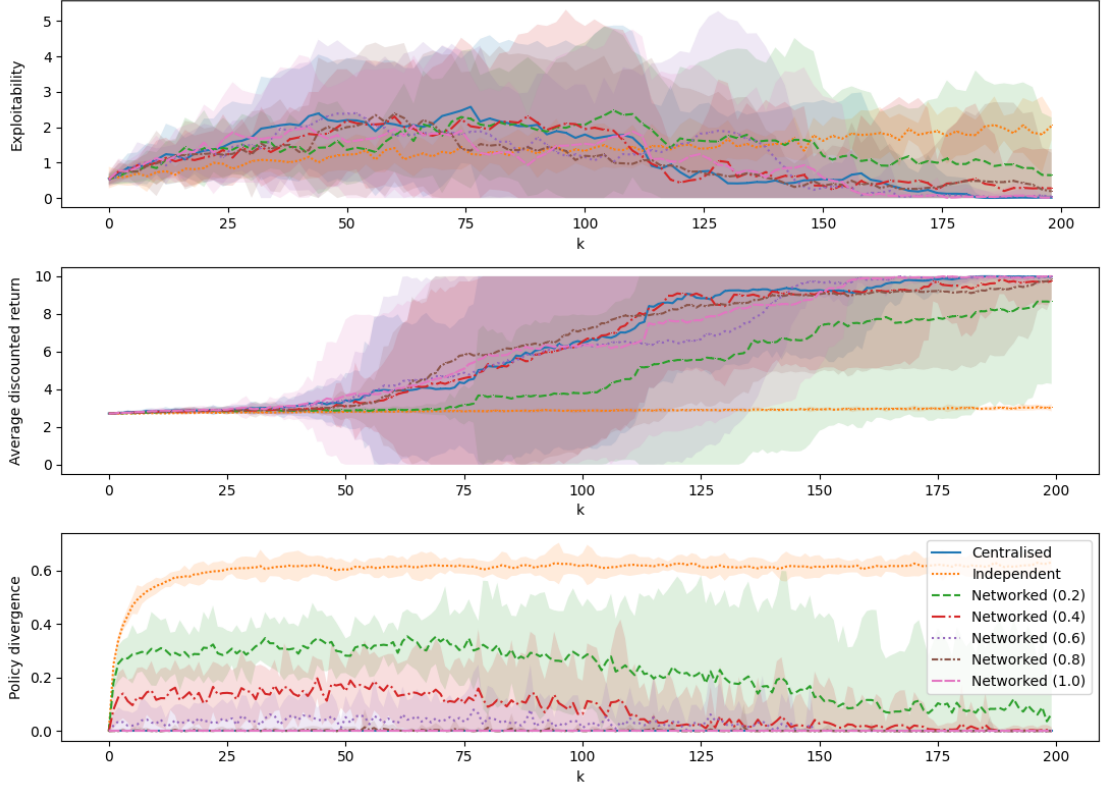 Exploitability
5
4
3
2
1
0
0 25 50 75 100 125 150 175 200
k
Average discounted return
10
8
6
4
2
0
0 25 50 75 100 125 150 175 200
k
Policy divergence
0.6
0.4
0.2
0.0
0 25 50 75 100 125 150 175 200
k
Centralised
Independent
Networked (0.2)
Networked (0.4)
Networked (0.6)
Networked (0.8)
Networked (1.0)